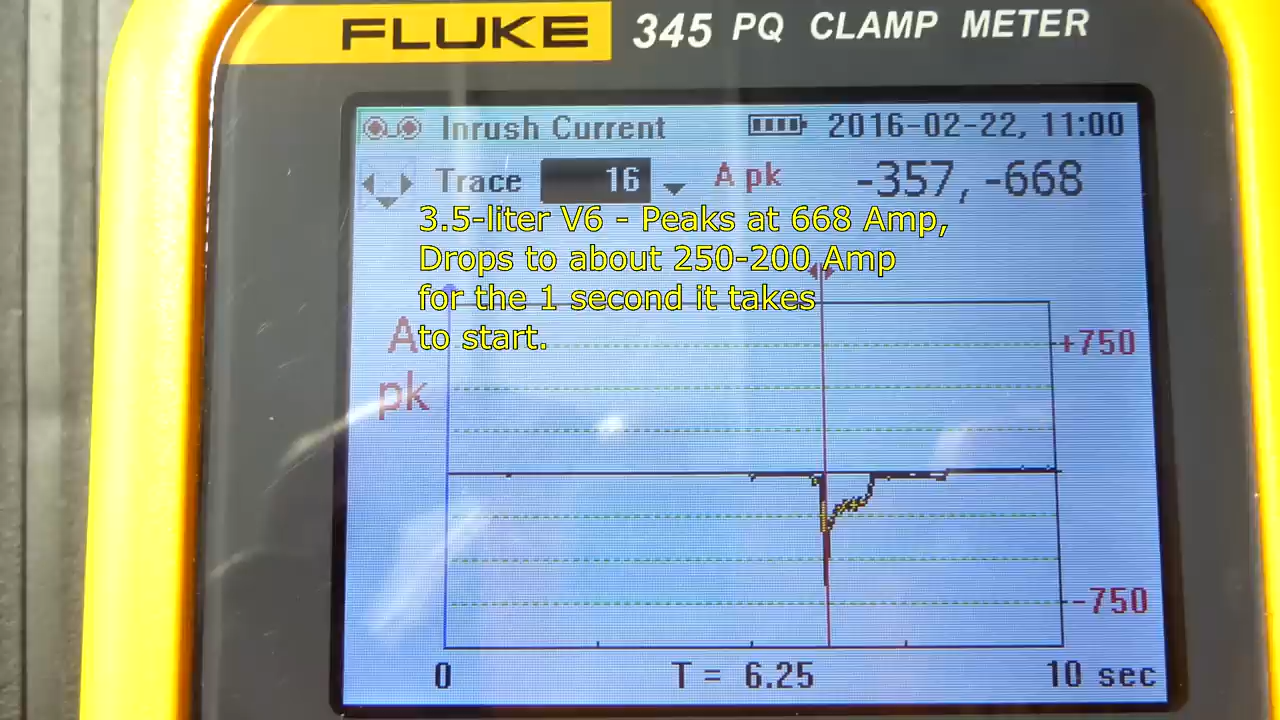 FLUKE 345 PQ CLAMP METER
Inrush Current 2016-02-22, 11:00
Trace 16 A pk -357, -668
3.5-liter V6 - Peaks at 668 Amp,
Drops to about 250-200 Amp
for the 1 second it takes
to start.
A
pk
+750
-750
0 T = 6.25 10 sec